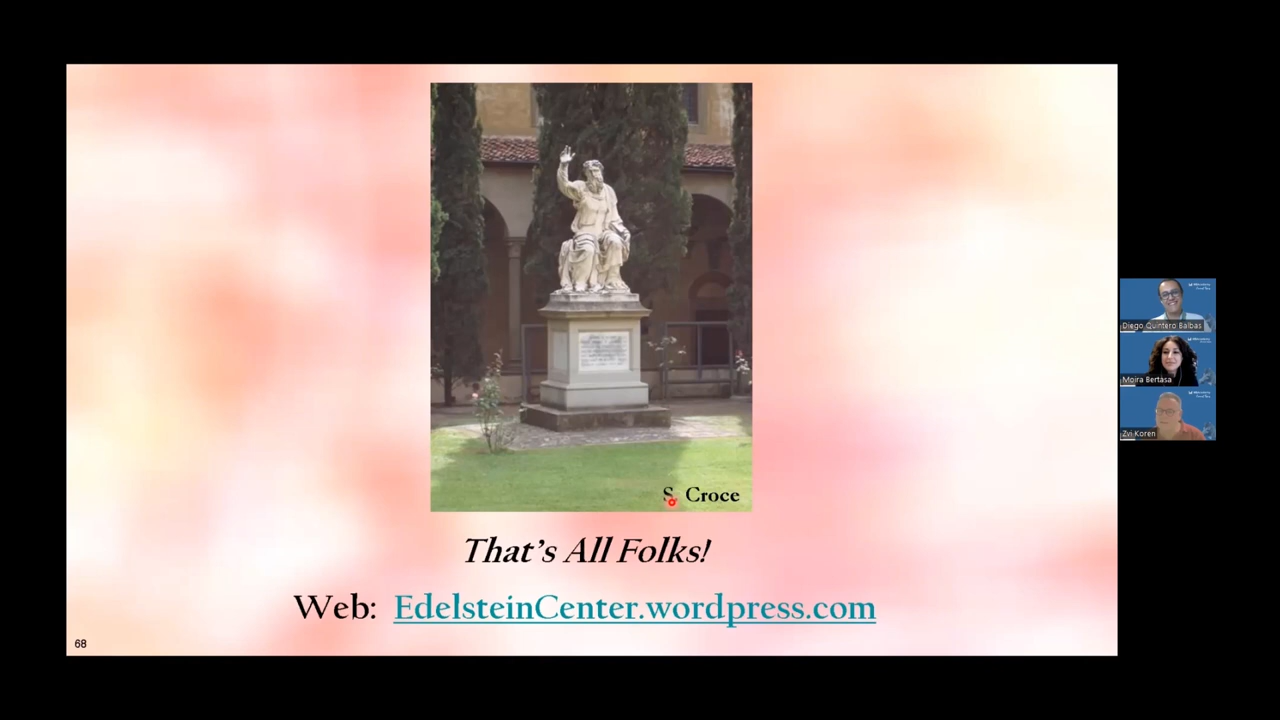 S. Croce
That's All Folks!
Web: EdelsteinCenter.wordpress.com
68
Diego Quintero Balbas
Moira Bertasa
Zvi Koren